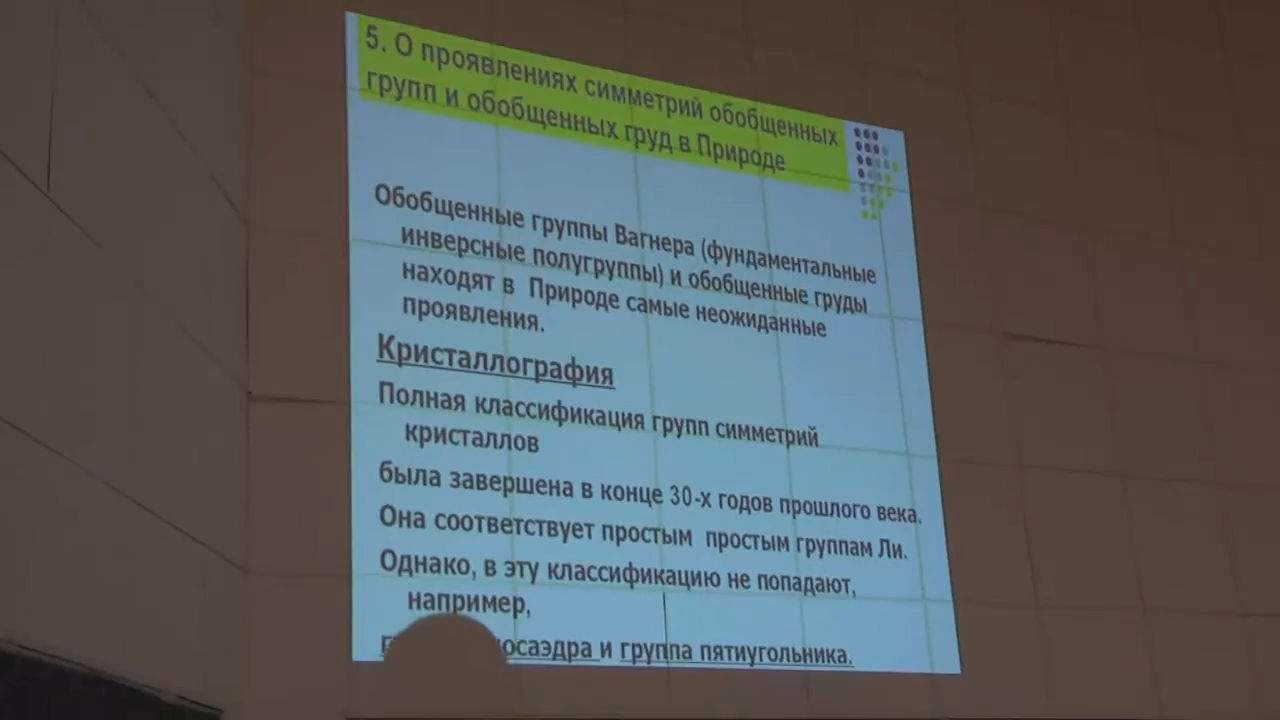 5. О проявлениях симметрий обобщенных
групп и обобщенных груд в Природе
Обобщенные группы Вагнера (фундаментальные
инверсные полугруппы) и обобщенные груды
находят в Природе самые неожиданные
проявления.
Кристаллография
Полная классификация групп симметрий
кристаллов
была завершена в конце 30-х годов прошлого века.
Она соответствует простым простым группам Ли.
Однако, в эту классификацию не попадают,
например,
и группа пятиугольника.